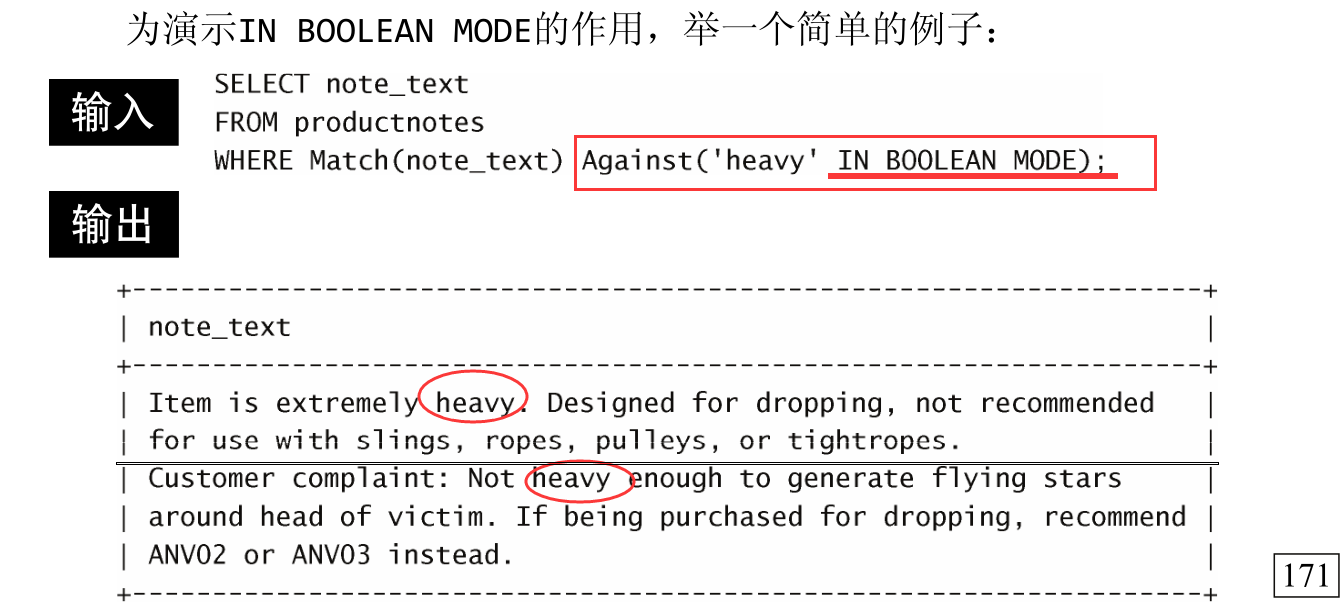 为演示IN BOOLEAN MODE的作用，举一个简单的例子：
输入
SELECT note_text
FROM productnotes
WHERE Match(note_text) Against('heavy' IN BOOLEAN MODE);
输出
+-------------------------------------------------------------------+
| note_text |
+-------------------------------------------------------------------+
| Item is extremely heavy. Designed for dropping, not recommended |
| for use with slings, ropes, pulleys, or tightropes. |
| Customer complaint: Not heavy enough to generate flying stars |
| around head of victim. If being purchased for dropping, recommend |
| ANV02 or ANV03 instead. |
+-------------------------------------------------------------------+
171